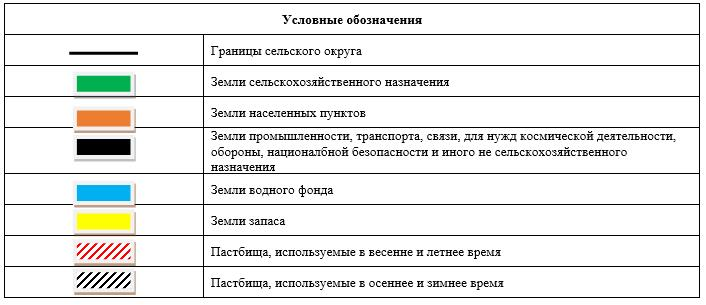 Условные обозначения
Границы сельского округа
Земли сельскохозяйственного назначения
Земли населенных пунктов
Земли промышленности, транспорта, связи, для нужд космической деятельности,
обороны, националбной безопасности и иного не сельскохозяйственного
назначения
Земли водного фонда
Земли запаса
Пастбища, используемые в весенне и летнее время
Пастбища, используемые в осеннее и зимнее время